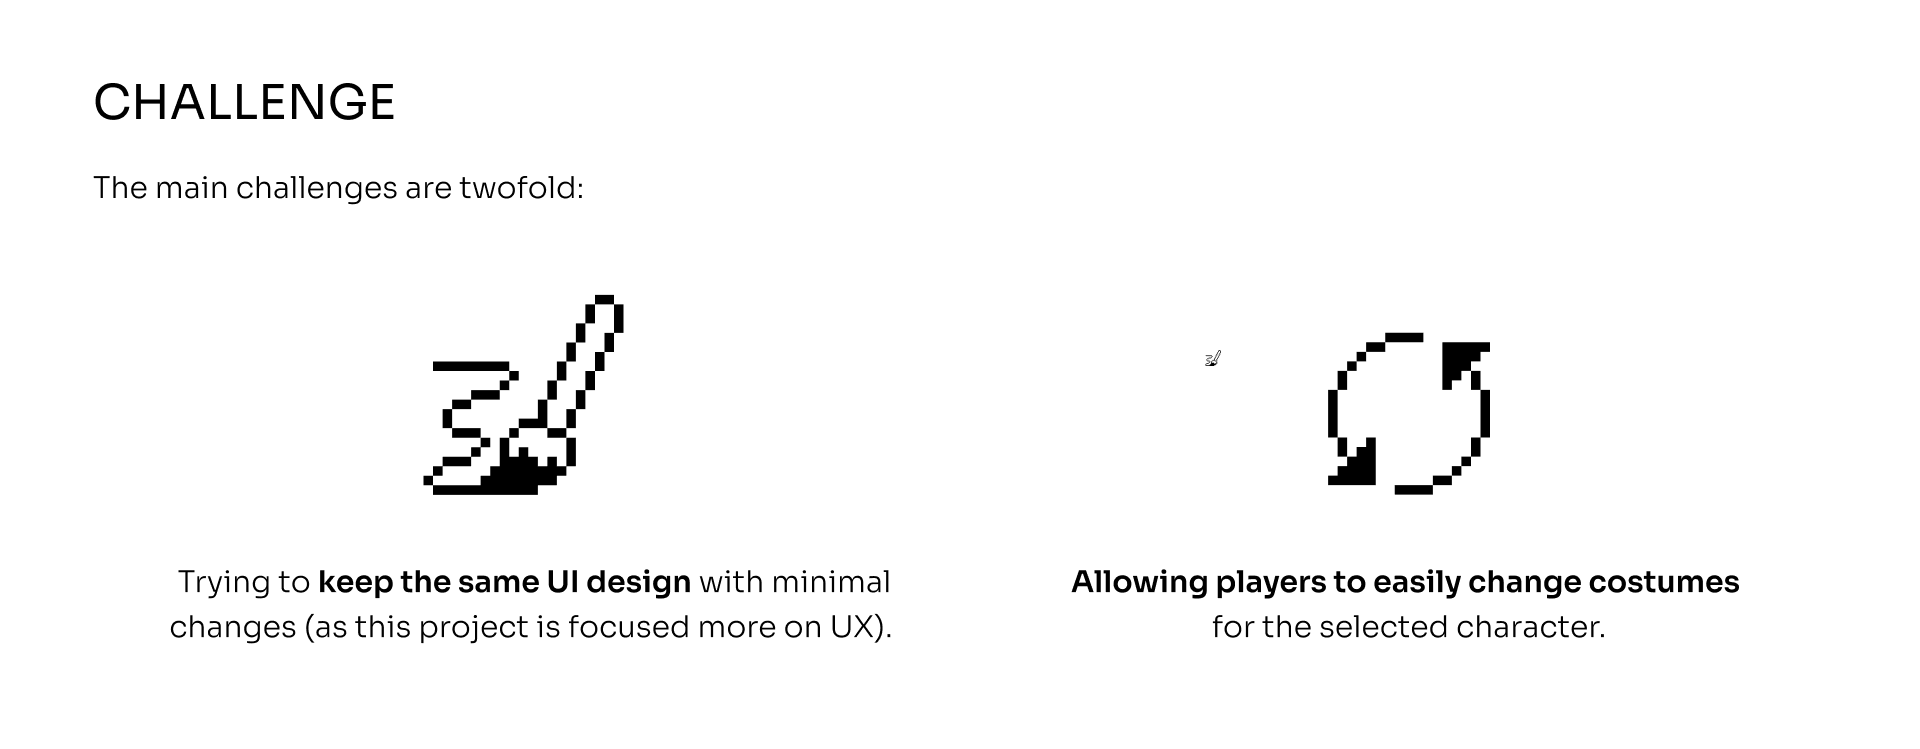 CHALLENGE
The main challenges are twofold:
Trying to keep the same UI design with minimal
changes (as this project is focused more on UX).
Allowing players to easily change costumes
for the selected character.